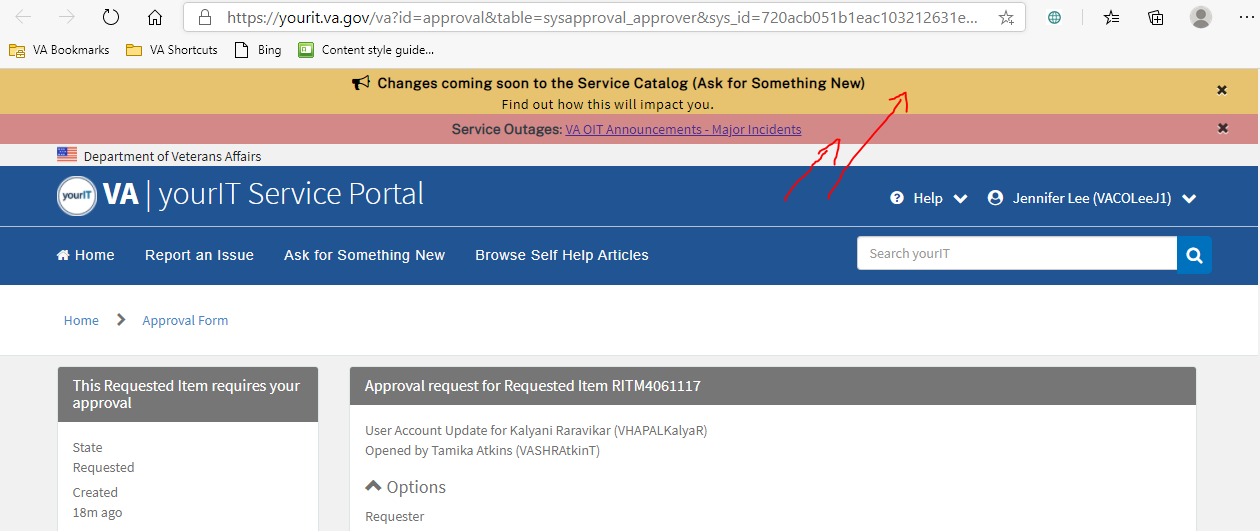 https://yourit.va.gov/va?id=approval&table=sysapproval_approver&sys_id=720acb051b1eac103212631e...
VA Bookmarks VA Shortcuts Bing Content style guide...
Changes coming soon to the Service Catalog (Ask for Something New)
Find out how this will impact you.
Service Outages: VA OIT Announcements - Major Incidents
Department of Veterans Affairs
yourIT VA | yourIT Service Portal
Help Jennifer Lee (VACOLeeJ1)
Home Report an Issue Ask for Something New Browse Self Help Articles
Search yourIT
Home Approval Form
This Requested Item requires your
approval
State
Requested
Created
18m ago
Approval request for Requested Item RITM4061117
User Account Update for Kalyani Raravikar (VHAPALKalyaR)
Opened by Tamika Atkins (VASHRAtkinT)
Options
Requester